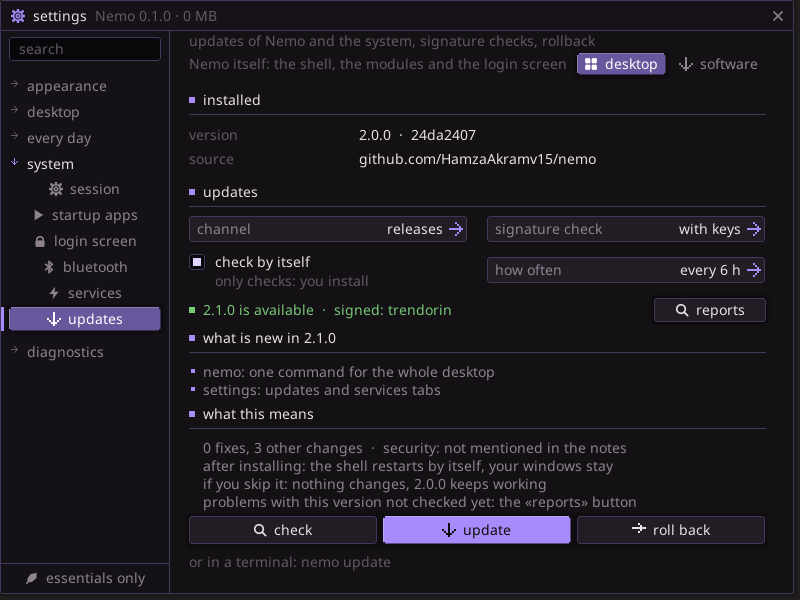 settings Nemo 0.1.0 · 0 MB
search
appearance
desktop
every day
system
session
startup apps
login screen
bluetooth
services
updates
diagnostics
essentials only
updates of Nemo and the system, signature checks, rollback
Nemo itself: the shell, the modules and the login screen desktop software
installed
version 2.0.0 · 24da2407
source github.com/HamzaAkramv15/nemo
updates
channel releases signature check with keys
check by itself
only checks: you install
how often every 6 h
2.1.0 is available · signed: trendorin reports
what is new in 2.1.0
nemo: one command for the whole desktop
settings: updates and services tabs
what this means
0 fixes, 3 other changes · security: not mentioned in the notes
after installing: the shell restarts by itself, your windows stay
if you skip it: nothing changes, 2.0.0 keeps working
problems with this version not checked yet: the «reports» button
check update roll back
or in a terminal: nemo update